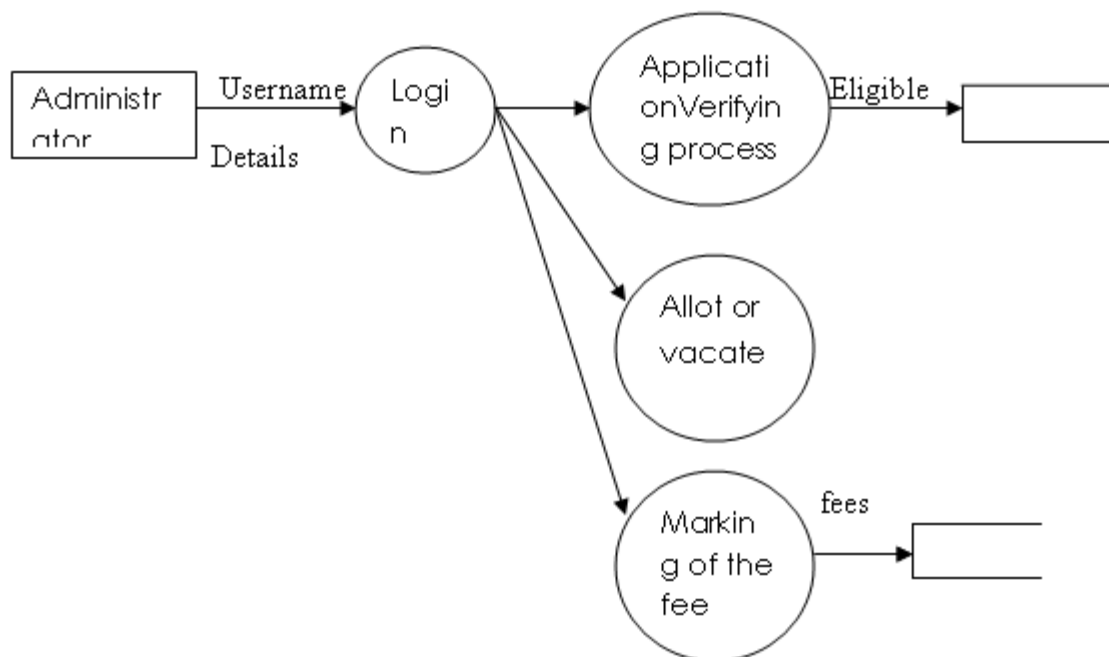 Administr
ator
Username
Details
Logi
n
Applicati
onVerifyin
g process
Eligible
Allot or
vacate
Markin
g of the
fee
fees